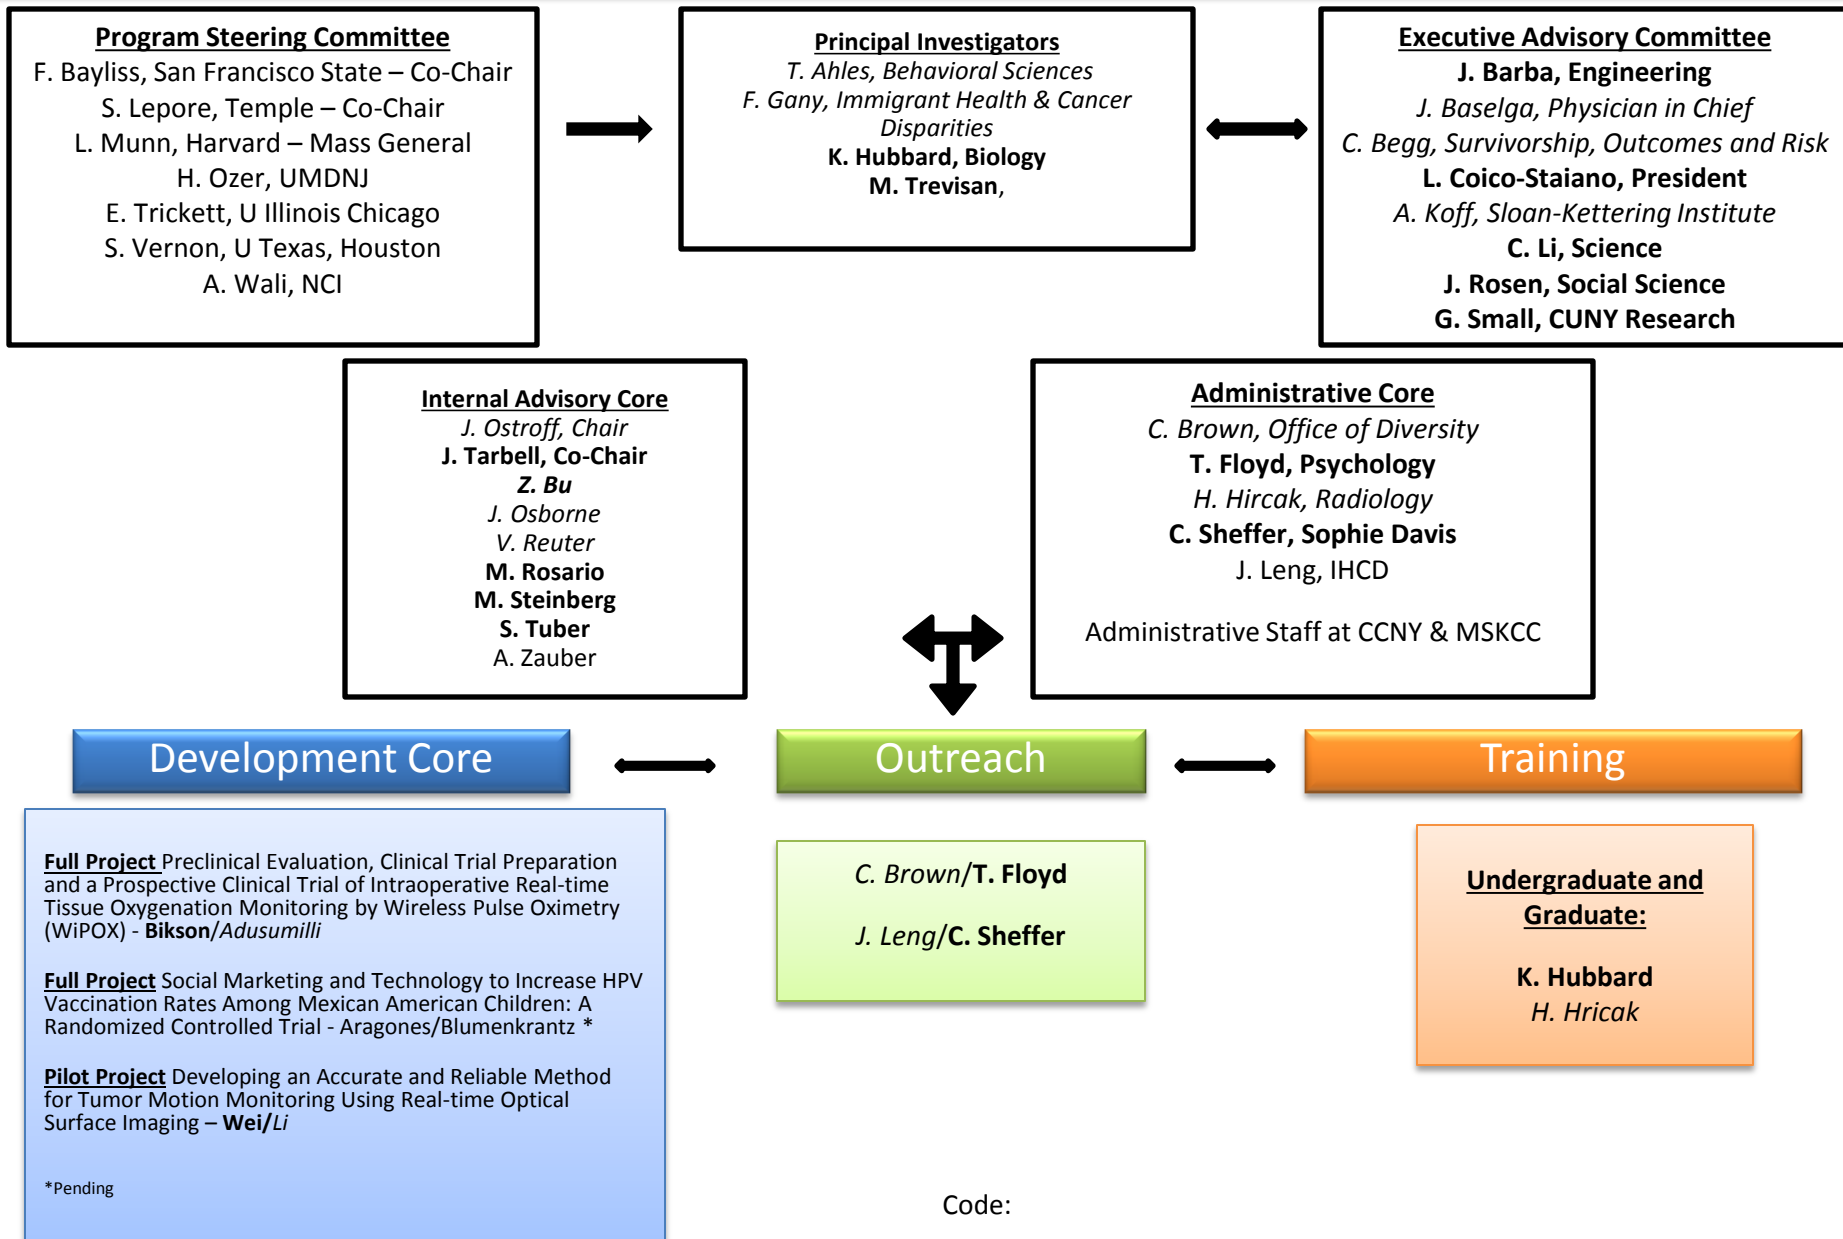 Program Steering Committee
F. Bayliss, San Francisco State – Co-Chair
S. Lepore, Temple – Co-Chair
L. Munn, Harvard – Mass General
H. Ozer, UMDNJ
E. Trickett, U Illinois Chicago
S. Vernon, U Texas, Houston
A. Wali, NCI
Principal Investigators
T. Ahles, Behavioral Sciences
F. Gany, Immigrant Health & Cancer
Disparities
K. Hubbard, Biology
M. Trevisan,
Executive Advisory Committee
J. Barba, Engineering
J. Baselga, Physician in Chief
C. Begg, Survivorship, Outcomes and Risk
L. Coico-Staiano, President
A. Koff, Sloan-Kettering Institute
C. Li, Science
J. Rosen, Social Science
G. Small, CUNY Research
Internal Advisory Core
J. Ostroff, Chair
J. Tarbell, Co-Chair
Z. Bu
J. Osborne
V. Reuter
M. Rosario
M. Steinberg
S. Tuber
A. Zauber
Administrative Core
C. Brown, Office of Diversity
T. Floyd, Psychology
H. Hircak, Radiology
C. Sheffer, Sophie Davis
J. Leng, IHCD
Administrative Staff at CCNY & MSKCC
Development Core
Outreach
Training
Full Project Preclinical Evaluation, Clinical Trial Preparation
and a Prospective Clinical Trial of Intraoperative Real-time
Tissue Oxygenation Monitoring by Wireless Pulse Oximetry
(WiPOX) - Bikson/Adusumilli
Full Project Social Marketing and Technology to Increase HPV
Vaccination Rates Among Mexican American Children: A
Randomized Controlled Trial - Aragones/Blumenkrantz *
Pilot Project Developing an Accurate and Reliable Method
for Tumor Motion Monitoring Using Real-time Optical
Surface Imaging – Wei/Li
*Pending
C. Brown/T. Floyd
J. Leng/C. Sheffer
Undergraduate and
Graduate:
K. Hubbard
H. Hricak
Code: